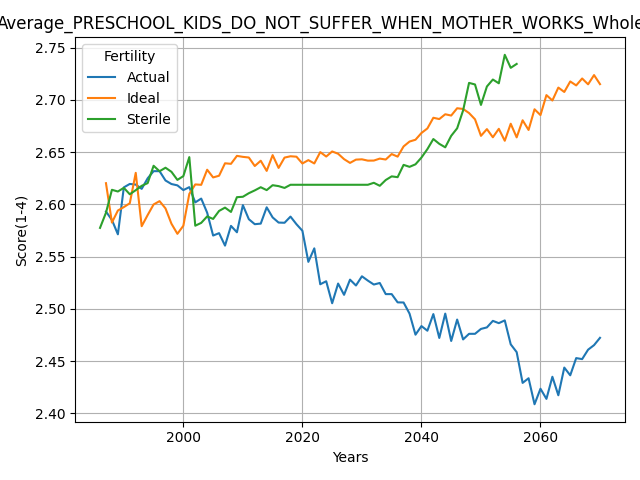 Average_PRESCHOOL_KIDS_DO_NOT_SUFFER_WHEN_MOTHER_WORKS_Whole
2.75
2.70
2.65
2.60
2.55
2.50
2.45
2.40
Score(1-4)
Fertility
Actual
Ideal
Sterile
2000
2020
2040
2060
Years